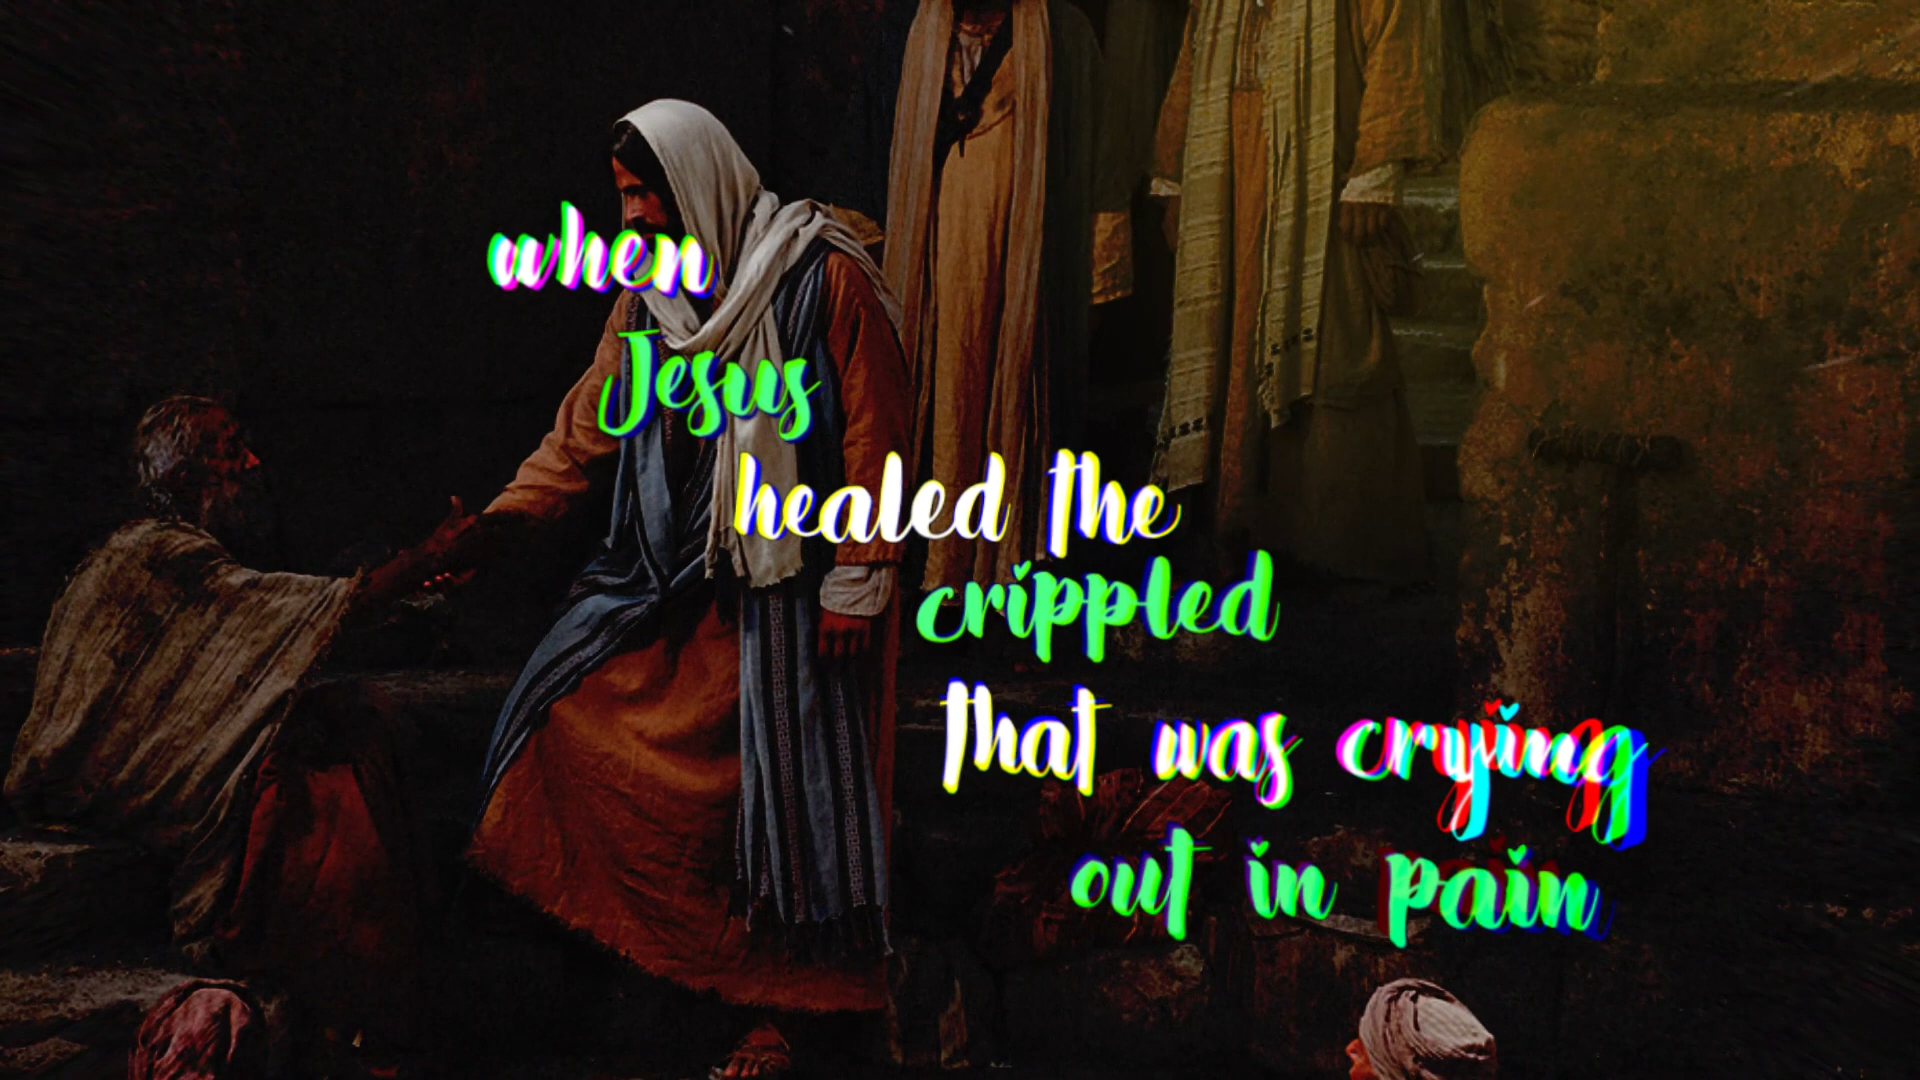 when
Jesus
healed the
crippled
that was crying
out in pain